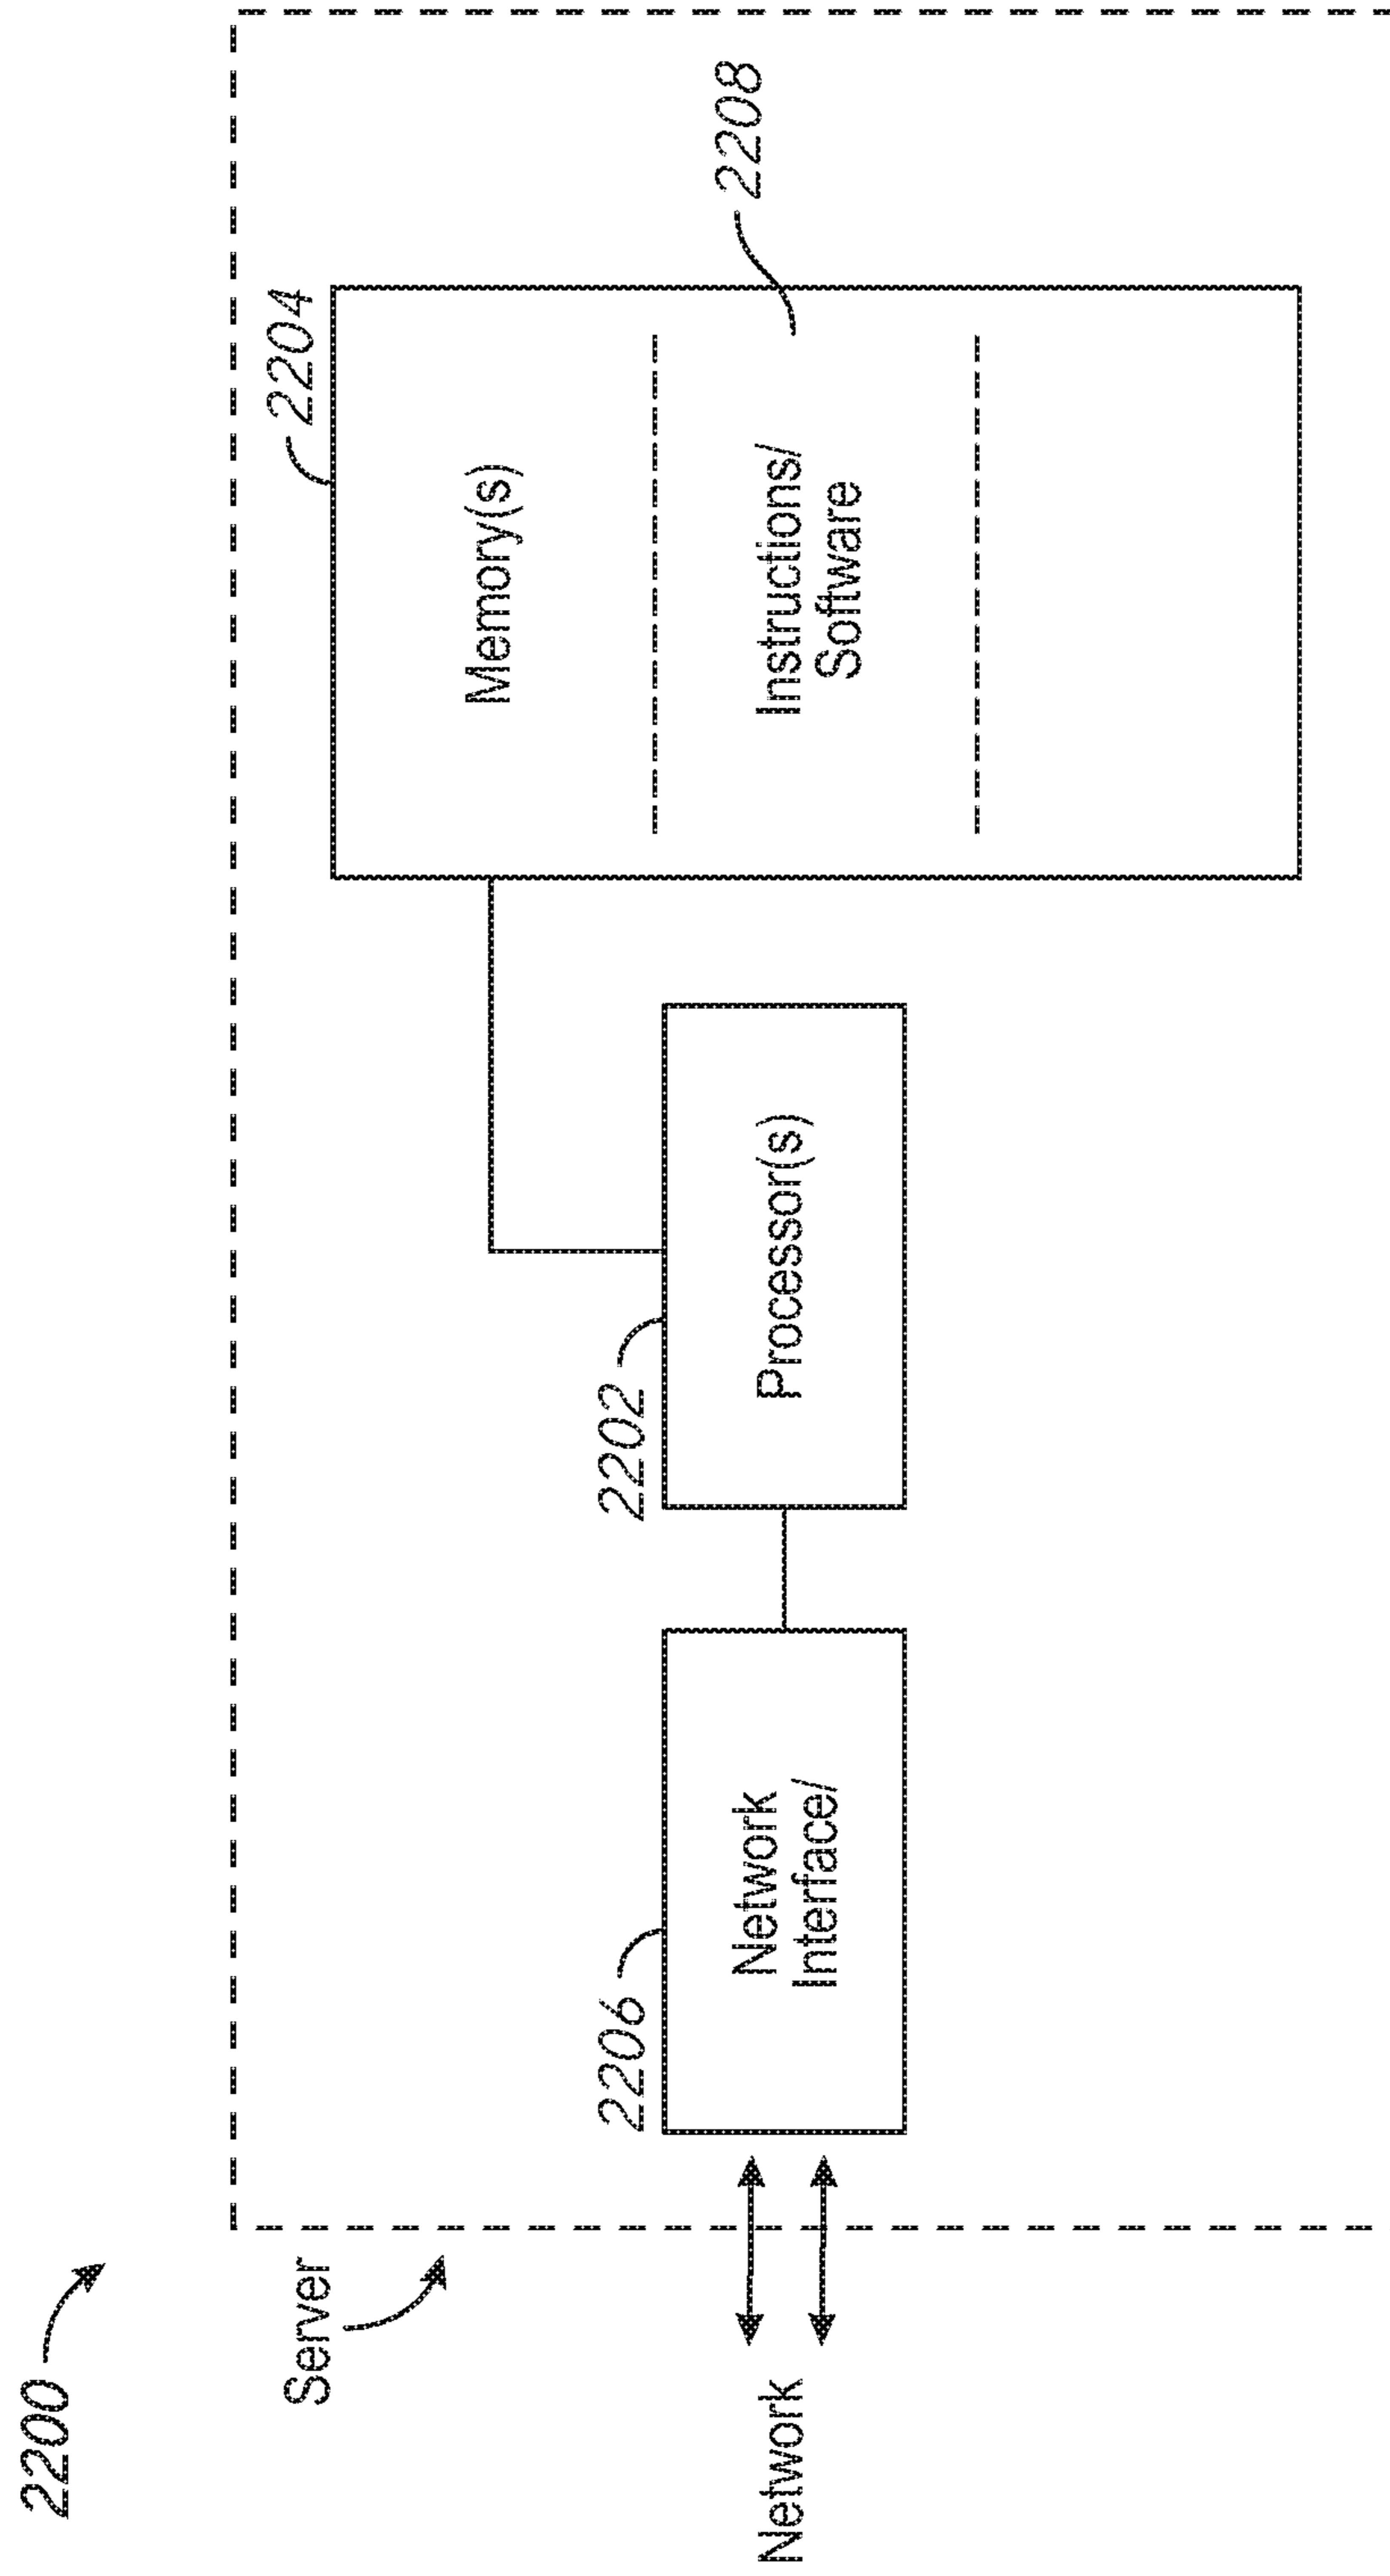 2200
Server
2204
Memory(s)
2208
Instructions/
Software
2202
Processor(s)
2206
Network
Interface/
Network